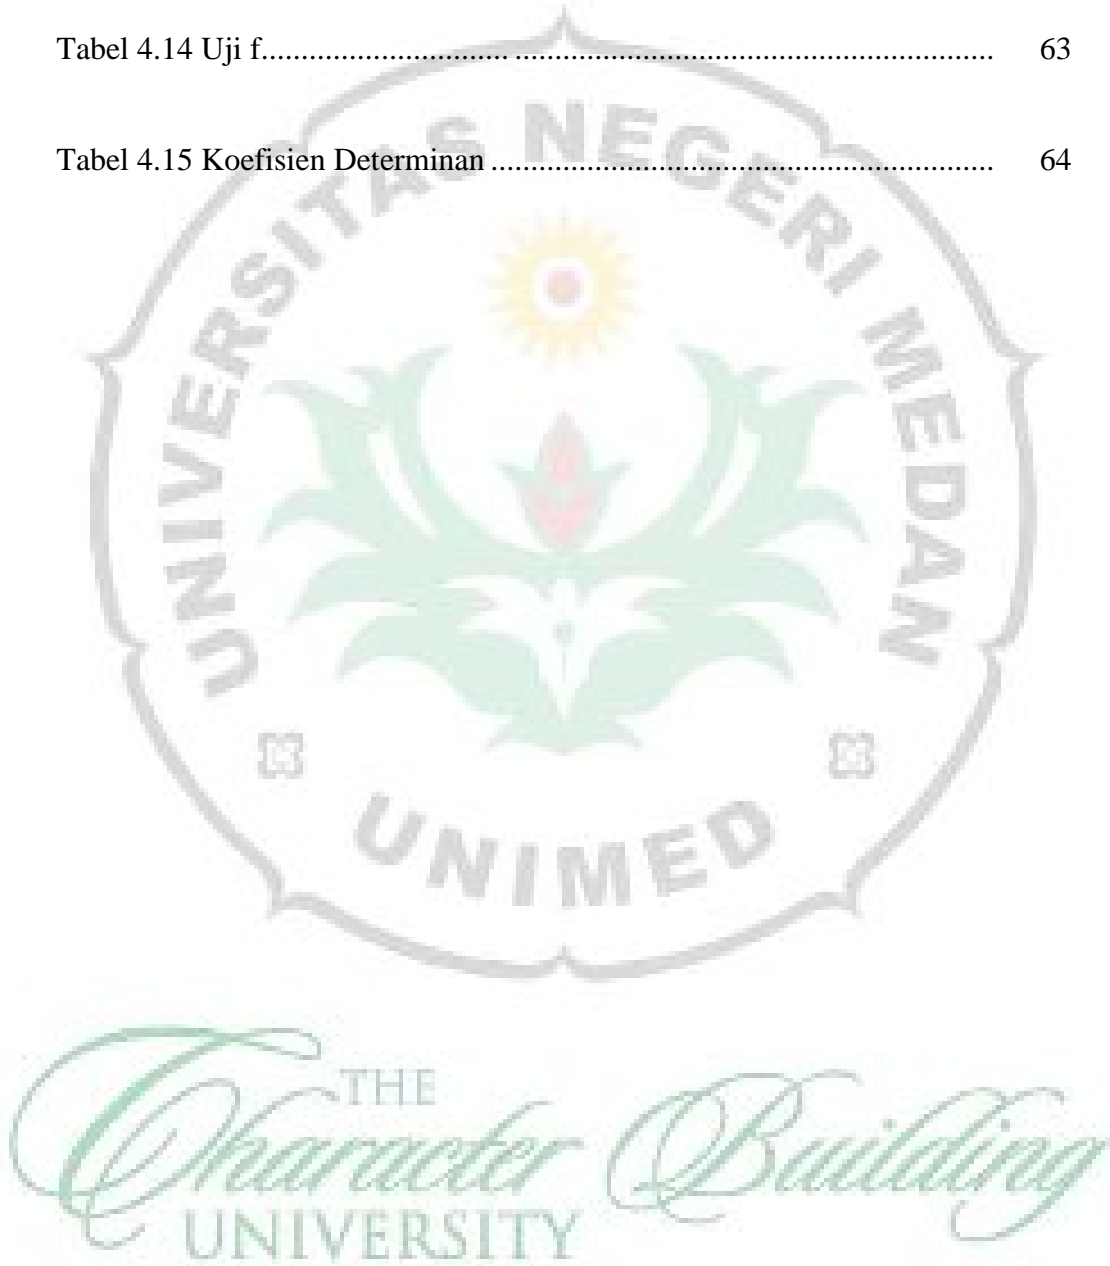 Tabel 4.14 Uji f............................... ............................................................ 63
Tabel 4.15 Koefisien Determinan ............................................................... 64
UNIVERSITAS NEGERI MEDAN
UNIMED
THE
Character Building
UNIVERSITY